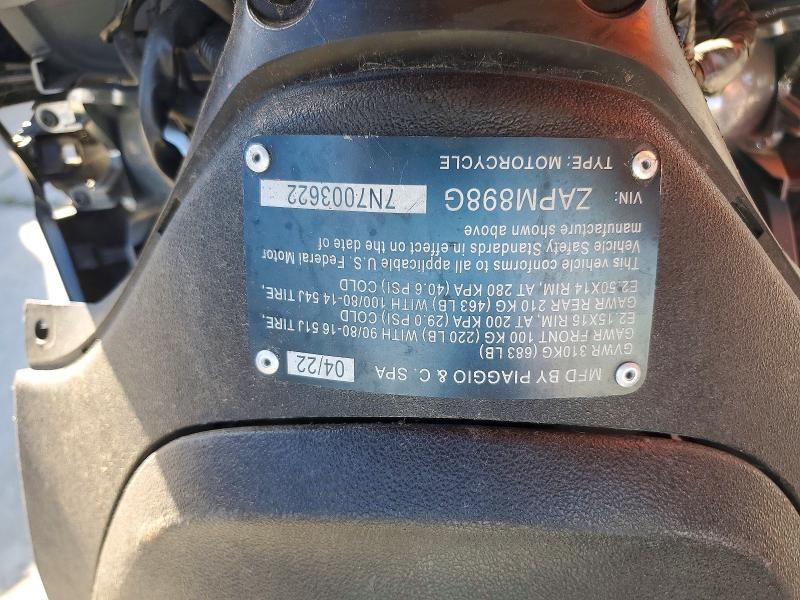 MFD BY PIAGGIO & C. SPA 04/22
GVWR 310KG (683 LB)
GAWR FRONT 100 KG (220 LB) WITH 90/80-16 51J TIRE,
E2.15X16 RIM, AT 200 KPA (29.0 PSI) COLD
GAWR REAR 210 KG (463 LB) WITH 100/80-14 54J TIRE,
E2.50X14 RIM, AT 280 KPA (40.6 PSI) COLD
This vehicle conforms to all applicable U.S. Federal Motor
Vehicle Safety Standards in effect on the date of
manufacture shown above
VIN: ZAPM898G 7N7003622
TYPE: MOTORCYCLE